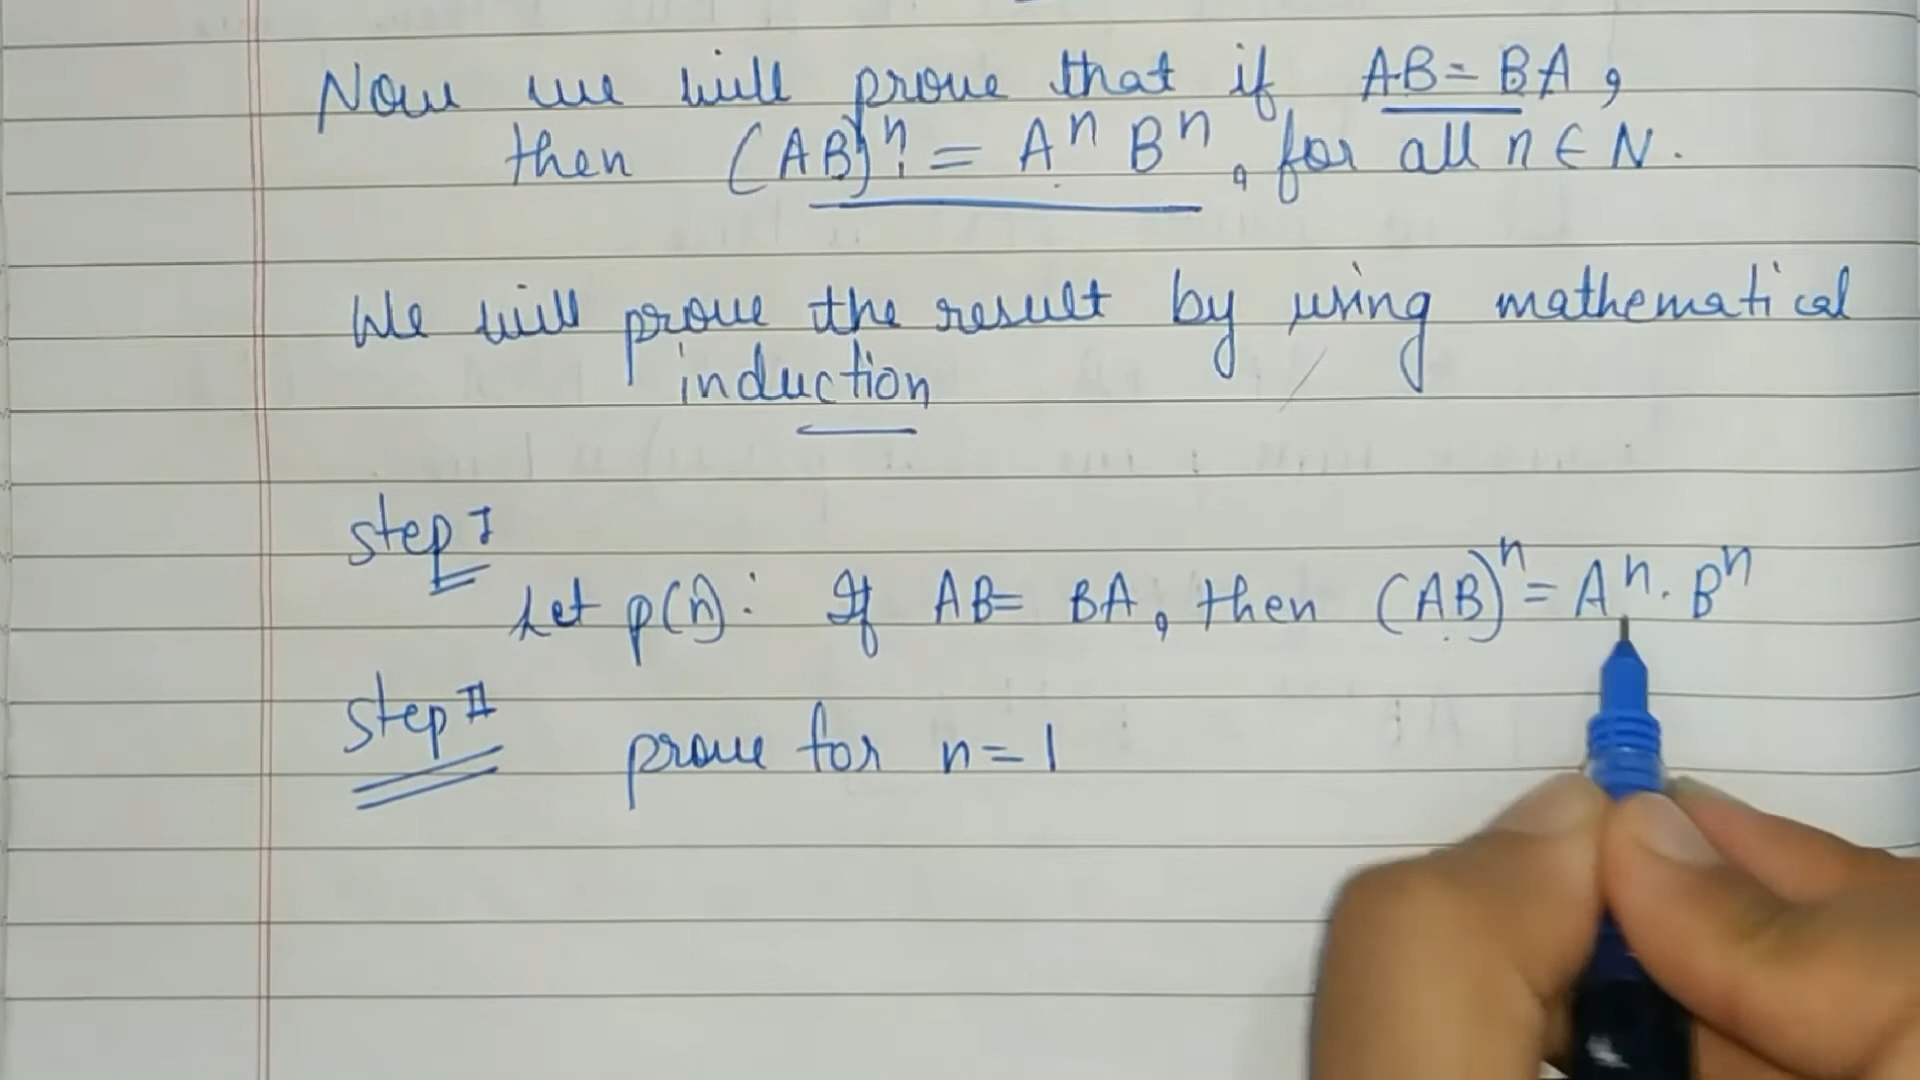 Now we will prove that if AB = BA,
then (AB)ⁿ = Aⁿ Bⁿ, for all n ∈ N.
We will prove the result by using mathematical
induction
step I
Let p(n): If AB = BA, then (AB)ⁿ = Aⁿ. Bⁿ
step II prove for n = 1